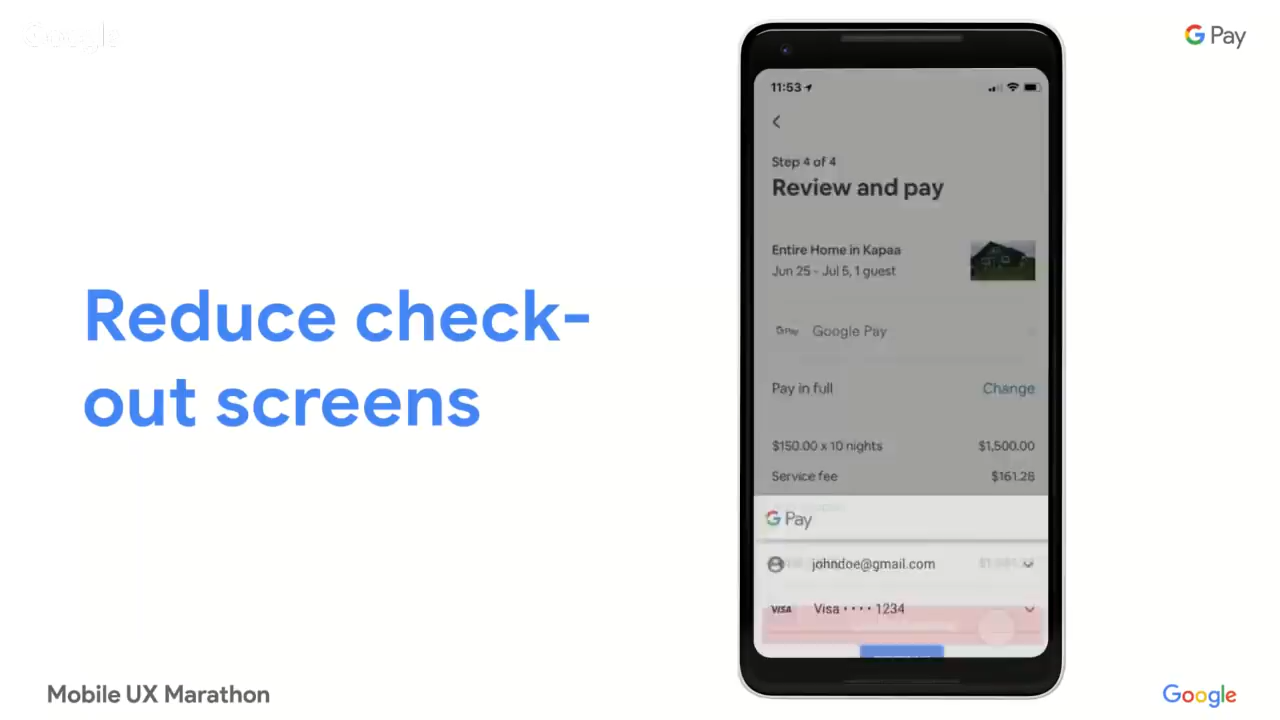 Google
G Pay
11:53
Step 4 of 4
Review and pay
Entire Home in Kapaa
Jun 25 - Jul 5, 1 guest
G Pay Google Pay
Pay in full Change
$150.00 x 10 nights $1,500.00
Service fee $161.28
G Pay
johndoe@gmail.com
VISA Visa •••• 1234
Reduce check-
out screens
Mobile UX Marathon
Google